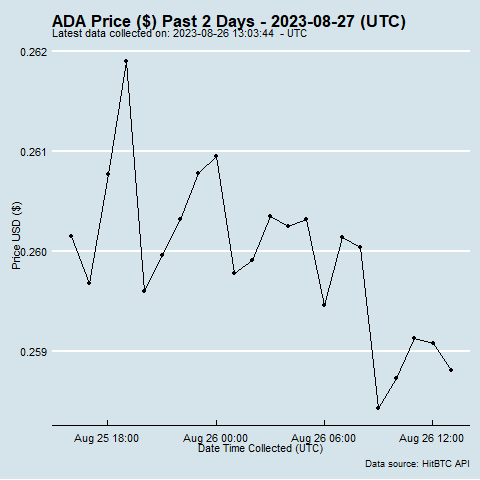 ADA Price ($) Past 2 Days - 2023-08-27 (UTC)
Latest data collected on: 2023-08-26 13:03:44  - UTC
0.262
0.261
0.260
0.259
Price USD ($)
Aug 25 18:00 Aug 26 00:00 Aug 26 06:00 Aug 26 12:00
Date Time Collected (UTC)
Data source: HitBTC API